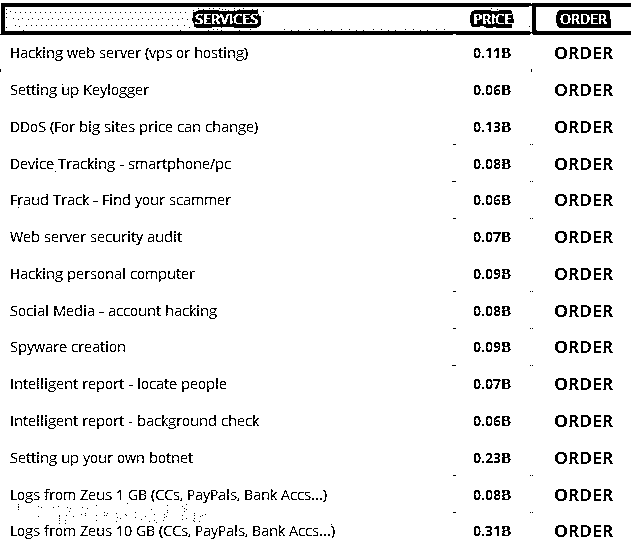 SERVICES PRICE ORDER
Hacking web server (vps or hosting) 0.11B ORDER
Setting up Keylogger 0.06B ORDER
DDoS (For big sites price can change) 0.13B ORDER
Device Tracking - smartphone/pc 0.08B ORDER
Fraud Track - Find your scammer 0.06B ORDER
Web server security audit 0.07B ORDER
Hacking personal computer 0.09B ORDER
Social Media - account hacking 0.08B ORDER
Spyware creation 0.09B ORDER
Intelligent report - locate people 0.07B ORDER
Intelligent report - background check 0.06B ORDER
Setting up your own botnet 0.23B ORDER
Logs from Zeus 1 GB (CCs, PayPals, Bank Accs...) 0.08B ORDER
Logs from Zeus 10 GB (CCs, PayPals, Bank Accs...) 0.31B ORDER